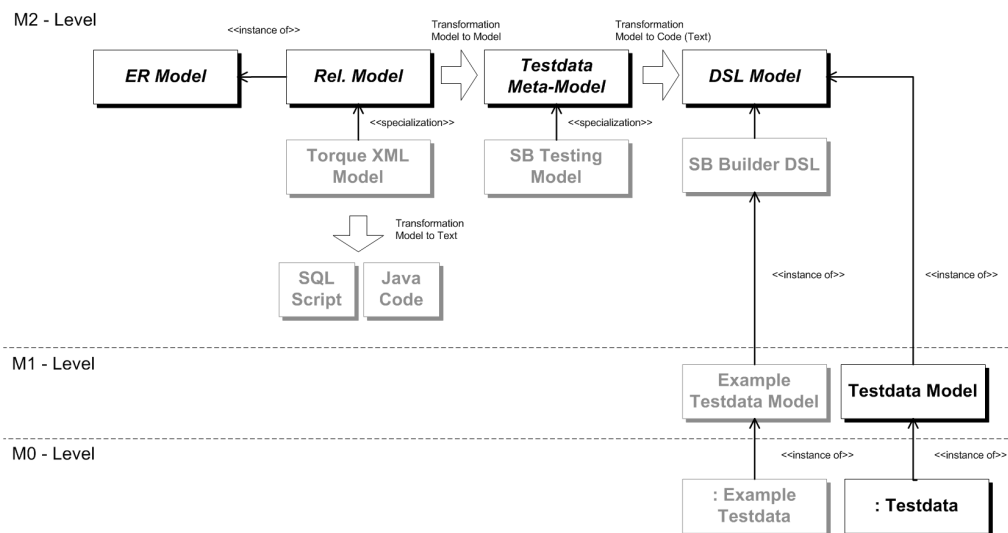 M2 - Level
<<instance of>>
Transformation
Model to Model
Transformation
Model to Code (Text)
ER Model
Rel. Model
Testdata
Meta-Model
DSL Model
<<specialization>>
<<specialization>>
Torque XML
Model
SB Testing
Model
SB Builder DSL
Transformation
Model to Text
SQL
Script
Java
Code
<<instance of>>
<<instance of>>
M1 - Level
Example
Testdata Model
Testdata Model
M0 - Level
<<instance of>>
<<instance of>>
: Example
Testdata
: Testdata